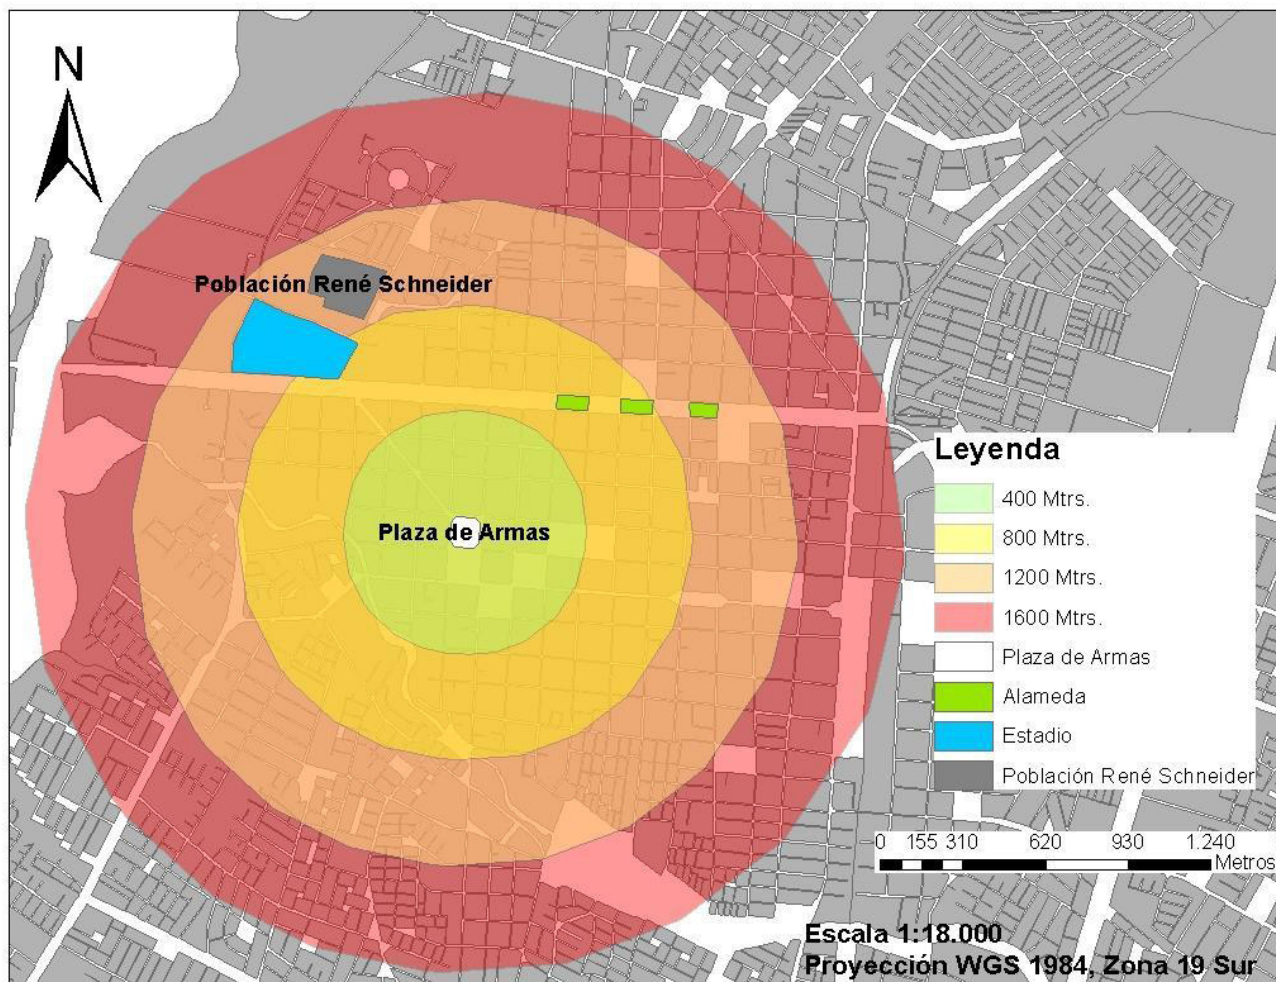 N
Población René Schneider
Plaza de Armas
Leyenda
400 Mtrs.
800 Mtrs.
1200 Mtrs.
1600 Mtrs.
Plaza de Armas
Alameda
Estadio
Población René Schneider
0 155 310 620 930 1.240
Metros
Escala 1:18.000
Proyección WGS 1984, Zona 19 Sur